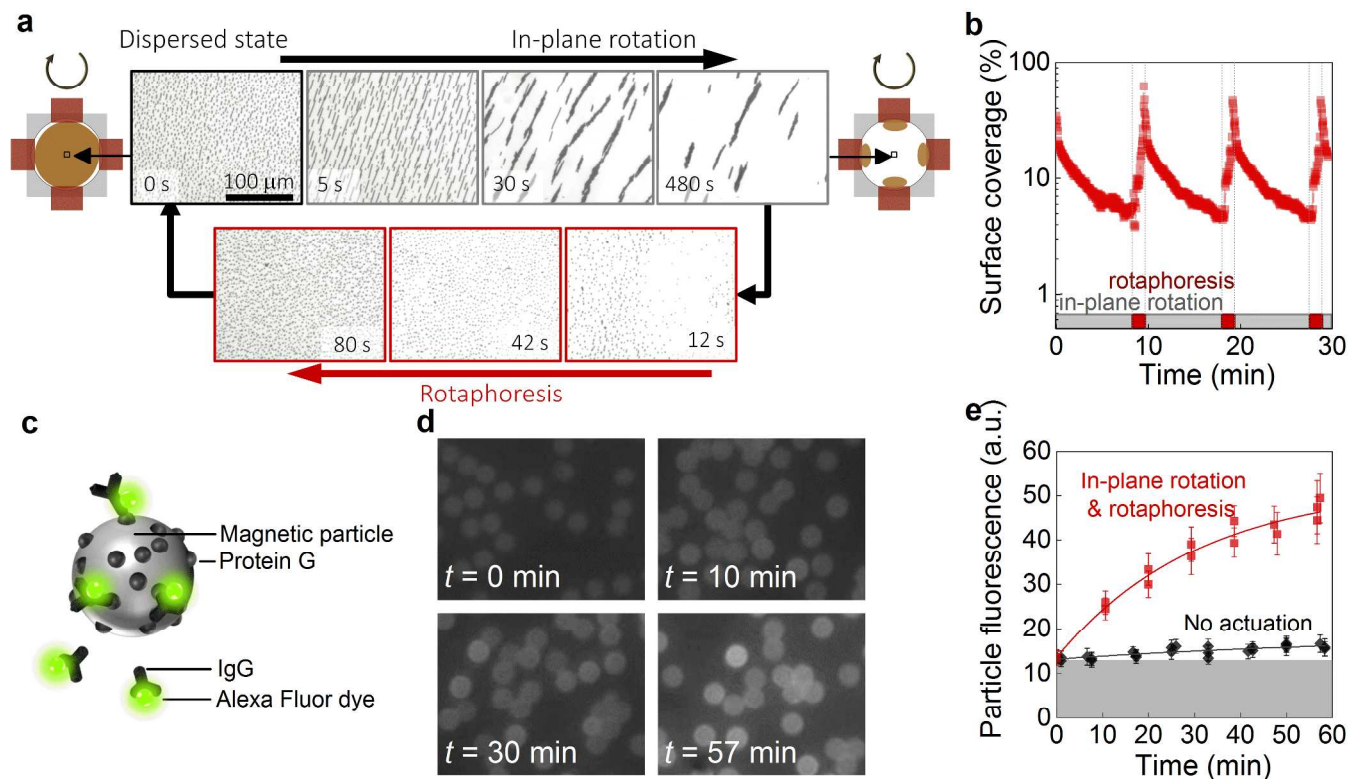 a
Dispersed state
In-plane rotation
0 s
100 μm
5 s
30 s
480 s
80 s
42 s
12 s
Rotaphoresis
b
Surface coverage (%)
100
10
1
rotaphoresis
in-plane rotation
0
10
20
30
Time (min)
c
Magnetic particle
Protein G
IgG
Alexa Fluor dye
d
t = 0 min
t = 10 min
t = 30 min
t = 57 min
e
Particle fluorescence (a.u.)
60
50
40
30
20
10
0
In-plane rotation
& rotaphoresis
No actuation
0 10 20 30 40 50 60
Time (min)